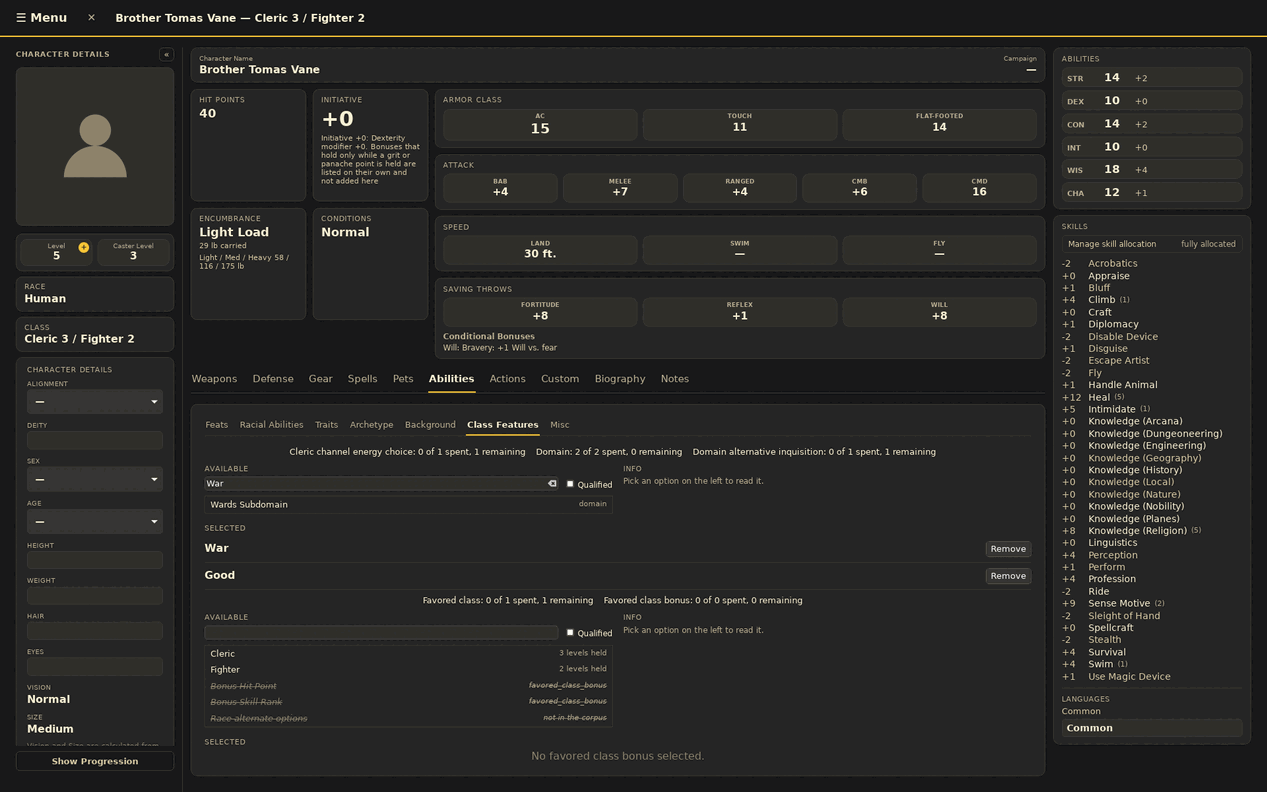 ☰ Menu × Brother Tomas Vane — Cleric 3 / Fighter 2
CHARACTER DETAILS «
Level
5
+
Caster Level
3
RACE
Human
CLASS
Cleric 3 / Fighter 2
CHARACTER DETAILS
ALIGNMENT
—
DEITY
SEX
—
AGE
—
HEIGHT
WEIGHT
HAIR
EYES
VISION
Normal
SIZE
Medium
Vision and Size are calculated from
Show Progression
Character Name
Brother Tomas Vane
Campaign
—
HIT POINTS
40
INITIATIVE
+0
Initiative +0: Dexterity
modifier +0. Bonuses that
hold only while a grit or
panache point is held are
listed on their own and
not added here
ENCUMBRANCE
Light Load
29 lb carried
Light / Med / Heavy 58 /
116 / 175 lb
CONDITIONS
Normal
ARMOR CLASS
AC
15
TOUCH
11
FLAT-FOOTED
14
ATTACK
BAB
+4
MELEE
+7
RANGED
+4
CMB
+6
CMD
16
SPEED
LAND
30 ft.
SWIM
—
FLY
—
SAVING THROWS
FORTITUDE
+8
REFLEX
+1
WILL
+8
Conditional Bonuses
Will: Bravery: +1 Will vs. fear
Weapons Defense Gear Spells Pets Abilities Actions Custom Biography Notes
Feats Racial Abilities Traits Archetype Background Class Features Misc
Cleric channel energy choice: 0 of 1 spent, 1 remaining Domain: 2 of 2 spent, 0 remaining Domain alternative inquisition: 0 of 1 spent, 1 remaining
AVAILABLE
War
Qualified
Wards Subdomain domain
INFO
Pick an option on the left to read it.
SELECTED
War Remove
Good Remove
Favored class: 0 of 1 spent, 1 remaining Favored class bonus: 0 of 0 spent, 0 remaining
AVAILABLE
Qualified
Cleric 3 levels held
Fighter 2 levels held
Bonus Hit Point favored_class_bonus
Bonus Skill Rank favored_class_bonus
Race alternate options not in the corpus
INFO
Pick an option on the left to read it.
SELECTED
No favored class bonus selected.
ABILITIES
STR 14 +2
DEX 10 +0
CON 14 +2
INT 10 +0
WIS 18 +4
CHA 12 +1
SKILLS
Manage skill allocation fully allocated
-2 Acrobatics
+0 Appraise
+1 Bluff
+4 Climb (1)
+0 Craft
+1 Diplomacy
-2 Disable Device
+1 Disguise
-2 Escape Artist
-2 Fly
+1 Handle Animal
+12 Heal (5)
+5 Intimidate (1)
+0 Knowledge (Arcana)
+0 Knowledge (Dungeoneering)
+0 Knowledge (Engineering)
+0 Knowledge (Geography)
+0 Knowledge (History)
+0 Knowledge (Local)
+0 Knowledge (Nature)
+0 Knowledge (Nobility)
+0 Knowledge (Planes)
+8 Knowledge (Religion) (5)
+0 Linguistics
+4 Perception
+1 Perform
+4 Profession
-2 Ride
+9 Sense Motive (2)
-2 Sleight of Hand
+0 Spellcraft
-2 Stealth
+4 Survival
+4 Swim (1)
+1 Use Magic Device
LANGUAGES
Common
Common